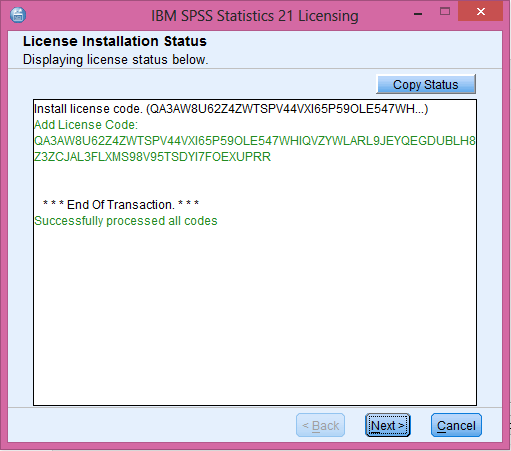 IBM SPSS Statistics 21 Licensing
License Installation Status
Displaying license status below.
Copy Status
Install license code. (QA3AW8U62Z4ZWTSPV44VXI65P59OLE547WH...)
Add License Code:
QA3AW8U62Z4ZWTSPV44VXI65P59OLE547WHIQVZYWLARL9JEYQEGDUBLH8
Z3ZCJAL3FLXMS98V95TSDYI7FOEXUPRR
* * * End Of Transaction. * * *
Successfully processed all codes
< Back
Next >
Cancel